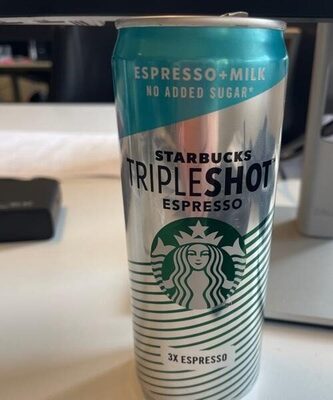 ESPRESSO+MILK
NO ADDED SUGAR*
STARBUCKS
TRIPLESHOT
ESPRESSO
3X ESPRESSO